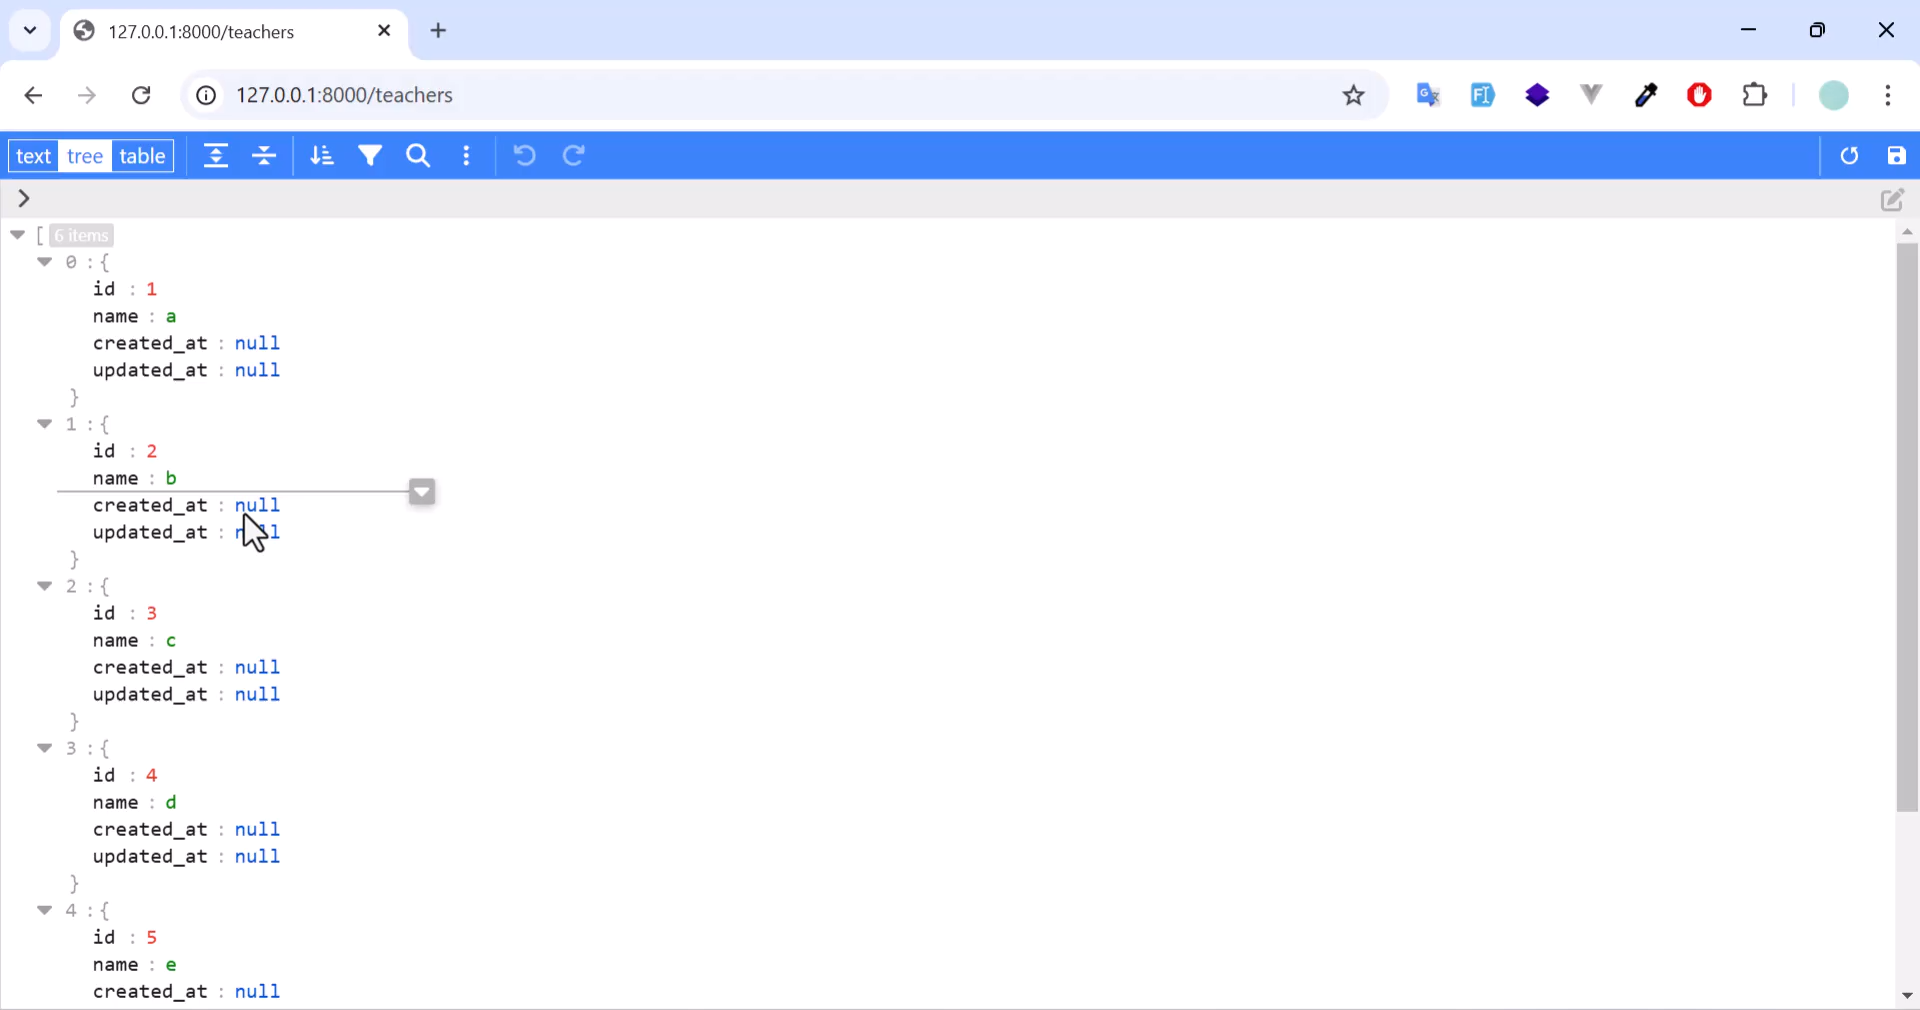 127.0.0.1:8000/teachers
127.0.0.1:8000/teachers
text tree table
[ 6 items
0 : {
id : 1
name : a
created_at : null
updated_at : null
}
1 : {
id : 2
name : b
created_at : null
updated_at : null
}
2 : {
id : 3
name : c
created_at : null
updated_at : null
}
3 : {
id : 4
name : d
created_at : null
updated_at : null
}
4 : {
id : 5
name : e
created_at : null